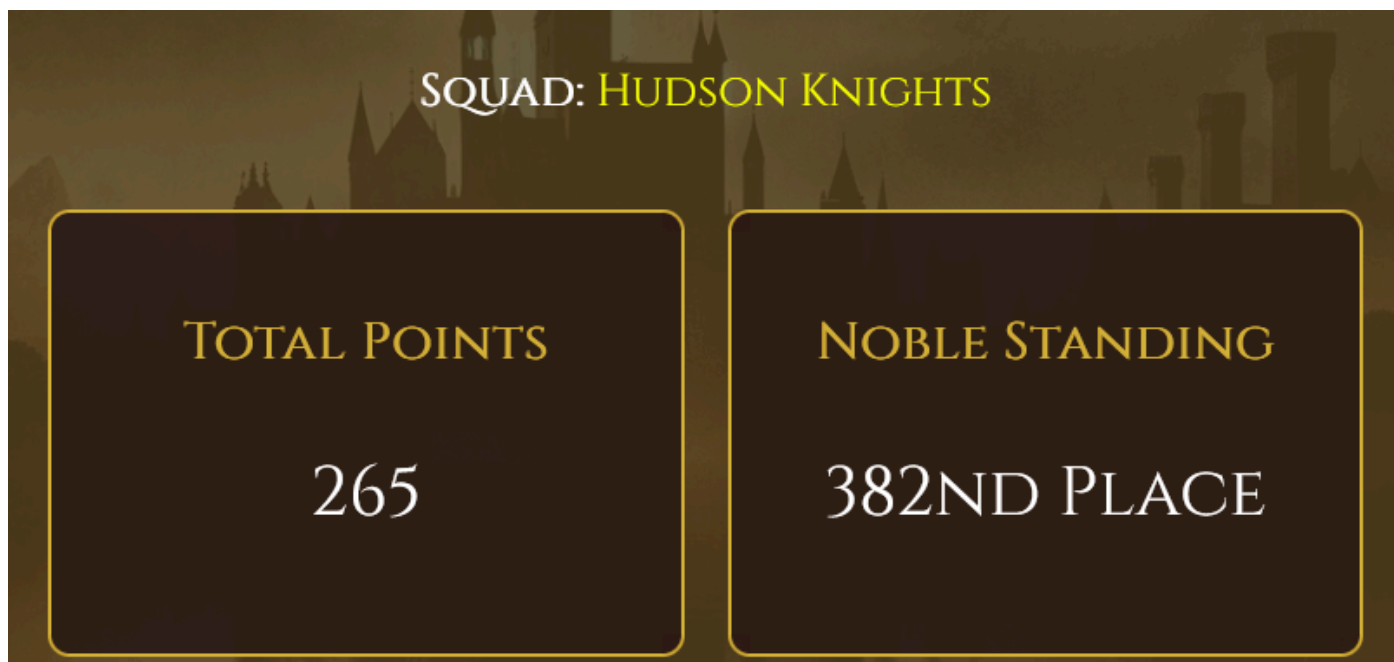 Squad: Hudson Knights
Total Points
Noble Standing
265
382nd Place